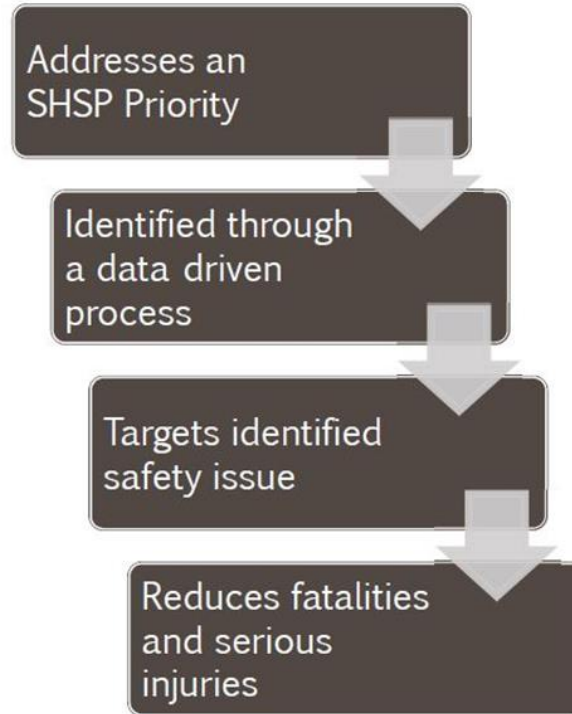 Addresses an
SHSP Priority
Identified through
a data driven
process
Targets identified
safety issue
Reduces fatalities
and serious
injuries